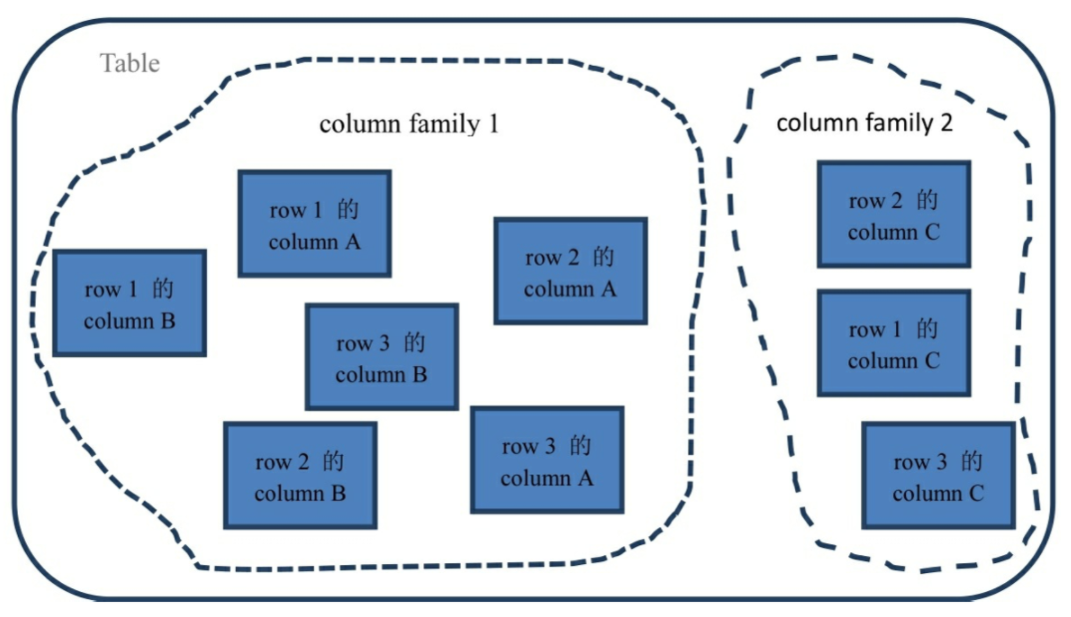 Table
column family 1
column family 2
row 1 的
column A
row 2 的
column A
row 1 的
column B
row 3 的
column B
row 2 的
column B
row 3 的
column A
row 2 的
column C
row 1 的
column C
row 3 的
column C